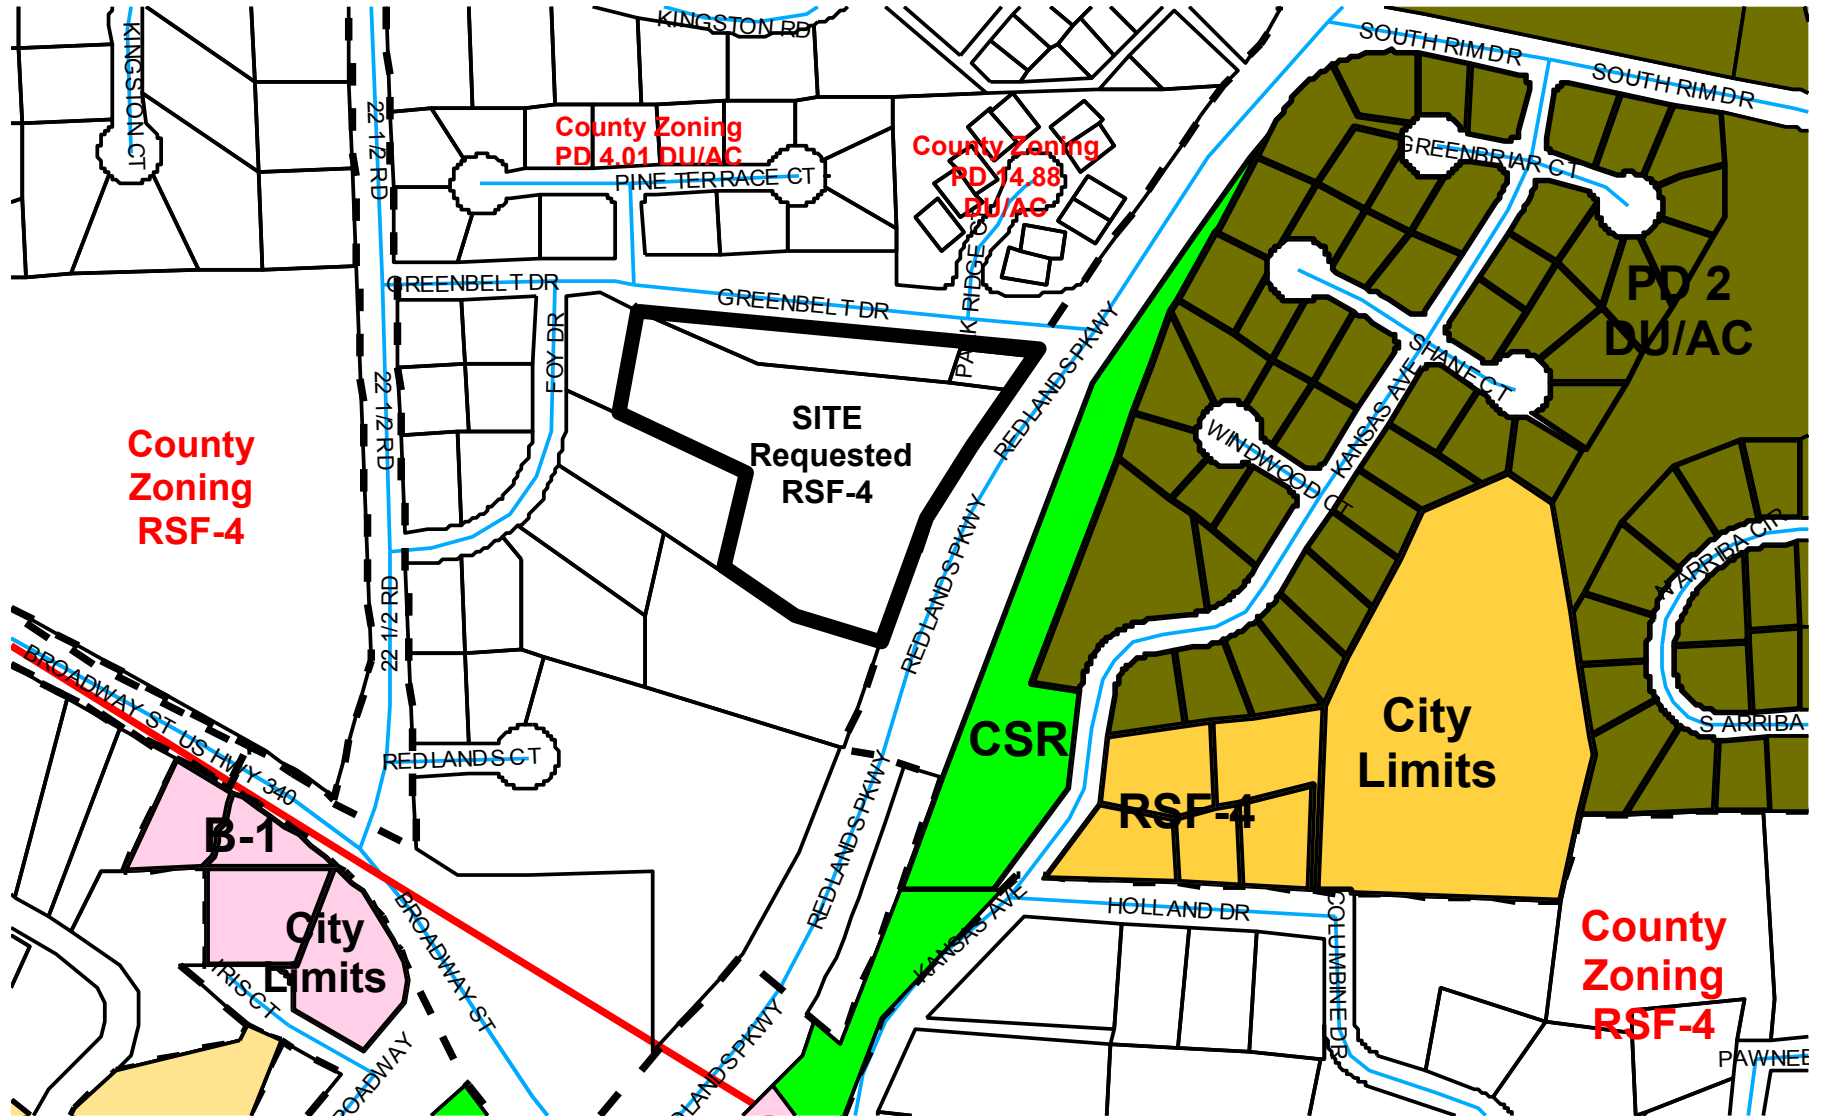 KINGSTON CT
KINGSTON RD
SOUTH RIM DR
SOUTH RIM DR
22 1/2 RD
County Zoning
PD 4.01 DU/AC
PINE TERRACE CT
County Zoning
PD 14.88
DU/AC
GREENBRIAR CT
GREENBELT DR
GREENBELT DR
FOY DR
REDLANDS PKWY
PD 2
DU/AC
SHANE CT
KANSAS AVE
WINDWOOD CT
22 1/2 RD
SITE
Requested
RSF-4
County
Zoning
RSF-4
REDLANDS PKWY
W ARRIBA CIR
22 1/2 RD
BROADWAY ST US HWY 340
REDLANDS CT
CSR
City
Limits
S ARRIBA
RSF-4
B-1
REDLANDS PKWY
City
Limits
IRIS CT
BROADWAY ST
KANSAS AVE
HOLLAND DR
COLUMBINE DR
County
Zoning
RSF-4
PAWNEE
LANDS PKWY
ROADWAY